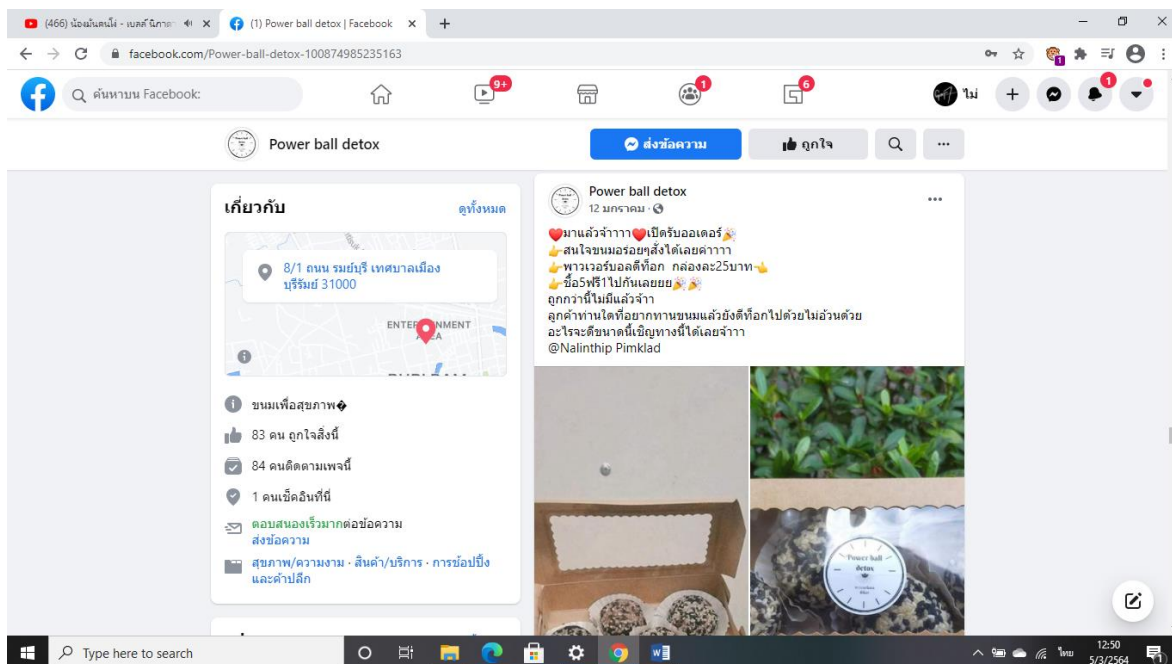 (466) น้องมันตนโง่ - เบลล์ นิภาดา
(1) Power ball detox | Facebook
facebook.com/Power-ball-detox-100874985235163
1
ค้นหาบน Facebook:
9+
1
6
ไม่
1
Power ball detox
ส่งข้อความ
ถูกใจ
เกี่ยวกับ
ดูทั้งหมด
8/1 ถนน รมย์บุรี เทศบาลเมือง
บุรีรัมย์ 31000
ขนมเพื่อสุขภาพ�
83 คน ถูกใจสิ่งนี้
84 คนติดตามเพจนี้
1 คนเช็คอินที่นี่
ตอบสนองเร็วมากต่อข้อความ
ส่งข้อความ
สุขภาพ/ความงาม · สินค้า/บริการ · การช้อปปิ้ง
และค้าปลีก
Power ball detox
12 มกราคม ·
❤️มาแล้วจ้าาาา❤️เปิดรับออเดอร์🎉
👉สนใจขนมอร่อยๆสั่งได้เลยค่าาาา
👉พาวเวอร์บอลดีท็อก กล่องละ25บาท👈
👉ซื้อ5ฟรี1ไปกันเลยยย🎉🎉
ถูกกว่านี้ไม่มีแล้วจ้าา
ลูกค้าท่านใดที่อยากทานขนมแล้วยังดีท็อกไปด้วยไม่อ้วนด้วย
อะไรจะดีขนาดนี้เชิญทางนี้ได้เลยจ้าาา
@Nalinthip Pimklad
Power ball
detox
Type here to search
ไทย
12:50
5/3/2564